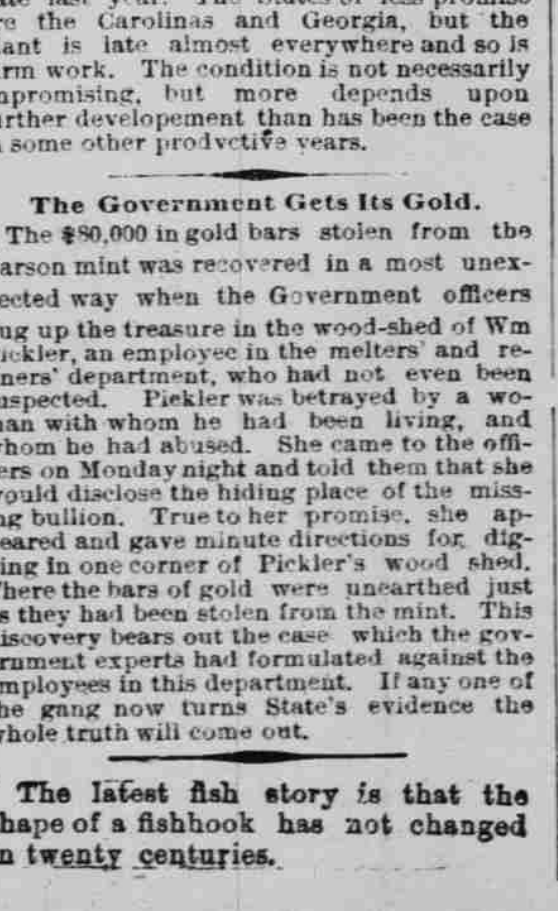 re the Carolinas and Georgia, but the
ant is late almost everywhere and so is
rm work. The condition is not necessarily
promising, but more depends upon
urther developement than has been the case
some other prodvctive years.
The Government Gets Its Gold.
The $80,000 in gold bars stolen from the
arson mint was recovered in a most unex-
ected way when the Government officers
ug up the treasure in the wood-shed of Wm
ickler, an employee in the melters' and re-
ners' department, who had not even been
uspected. Pickler was betrayed by a wo-
an with whom he had been living, and
hom he had abused. She came to the offi-
ers on Monday night and told them that she
ould disclose the hiding place of the miss-
ng bullion. True to her promise, she ap-
eared and gave minute directions for dig-
ing in one corner of Pickler's wood shed.
here the bars of gold were unearthed just
s they had been stolen from the mint. This
iscovery bears out the case which the gov-
rnment experts had formulated against the
mployees in this department. If any one of
he gang now turns State's evidence the
whole truth will come out.
The latest fish story is that the
hape of a fishhook has not changed
n twenty centuries.